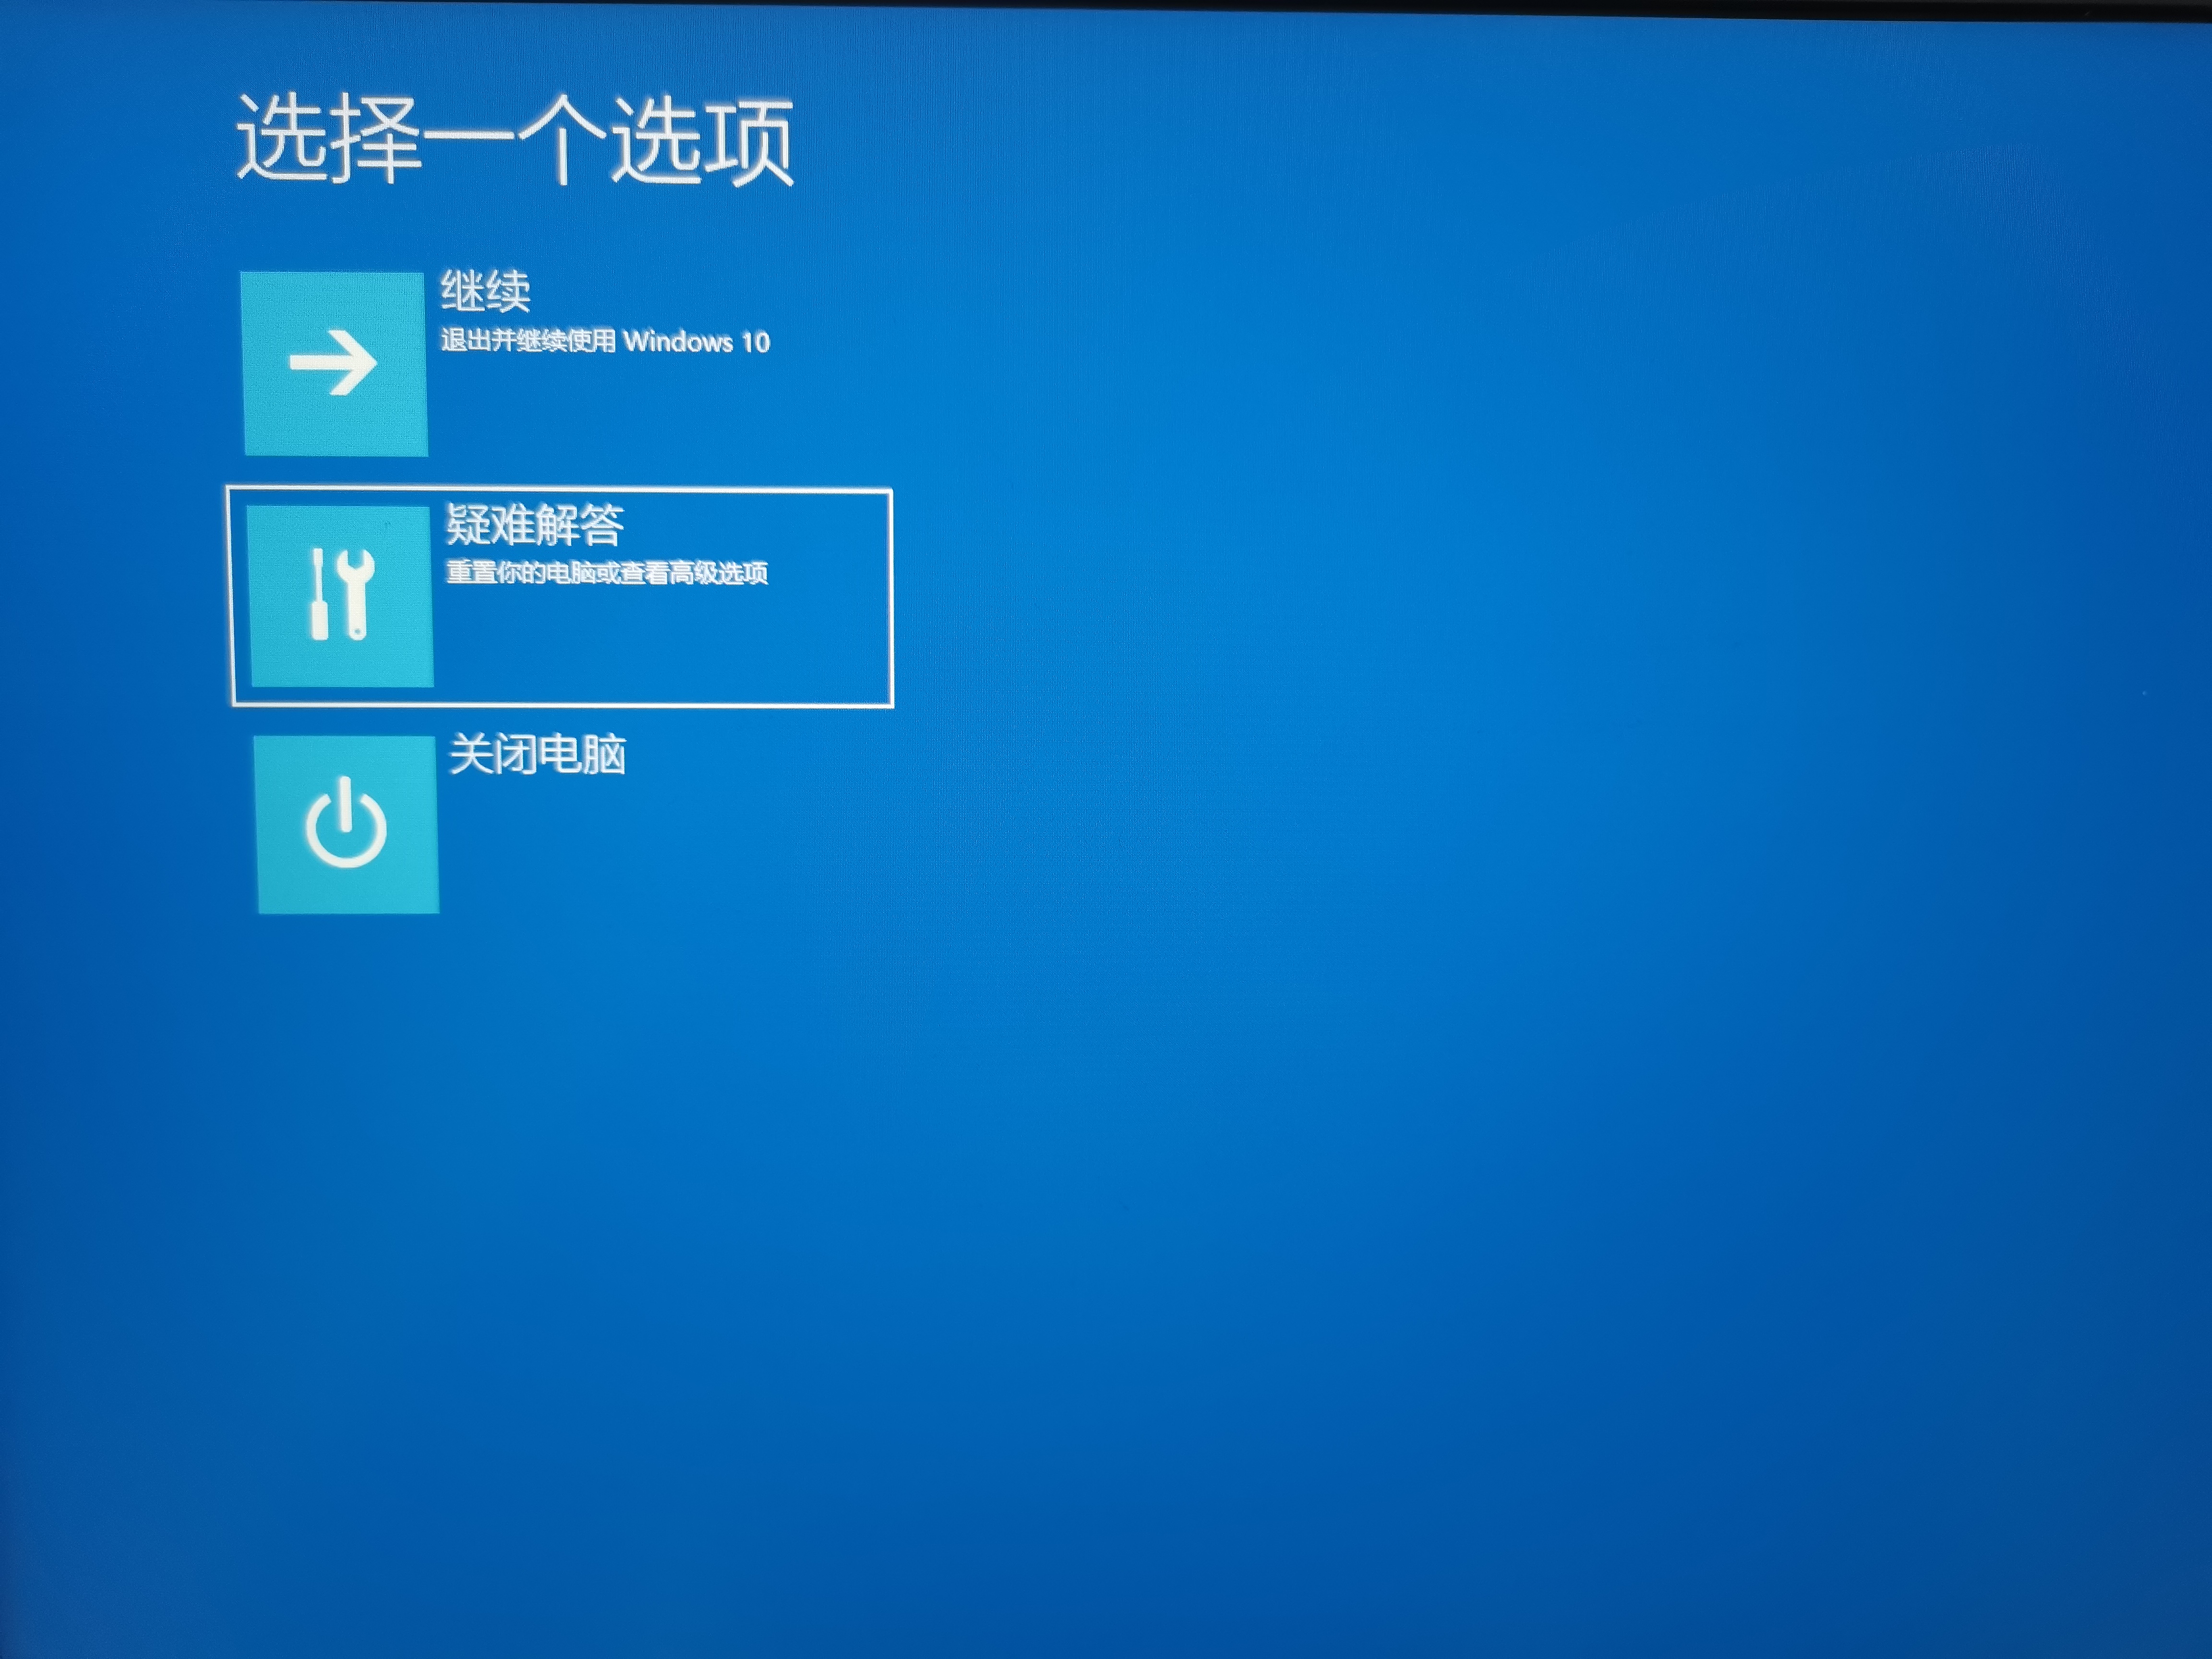 选择一个选项
继续
退出并继续使用 Windows 10
疑难解答
重置你的电脑或查看高级选项
关闭电脑